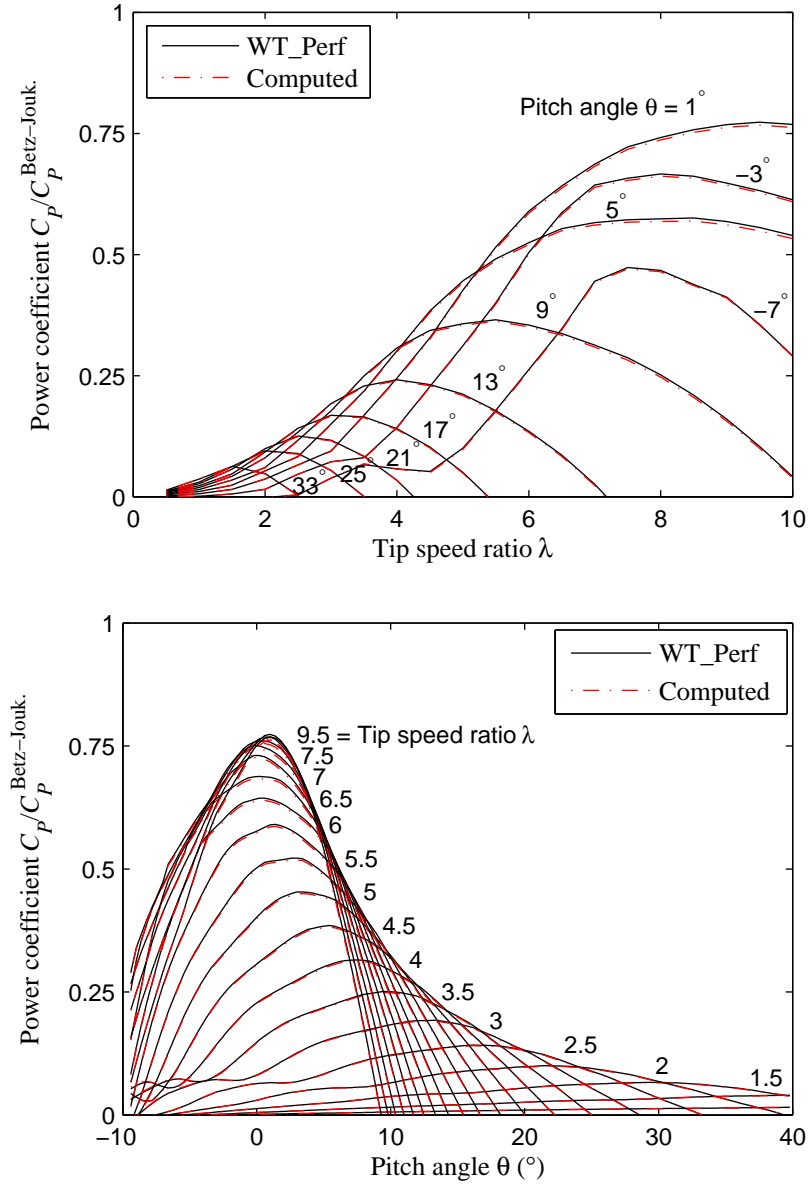 1
WT_Perf
Computed
0.75
Pitch angle θ = 1°
−3°
5°
0.5
9°
−7°
0.25
13°
17°
21°
25°
33°
0
0 2 4 6 8 10
Tip speed ratio λ
Power coefficient C_P/C_P^Betz−Jouk.
1
WT_Perf
Computed
0.75
9.5 = Tip speed ratio λ
7.5
7
6.5
6
0.5
5.5
5
4.5
4
0.25
3.5
3
2.5
2
1.5
0
−10 0 10 20 30 40
Pitch angle θ (°)
Power coefficient C_P/C_P^Betz−Jouk.